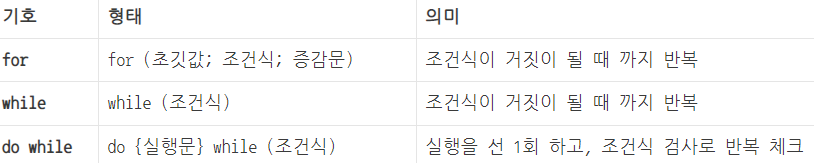 기호 형태 의미
for for (초깃값; 조건식; 증감문) 조건식이 거짓이 될 때 까지 반복
while while (조건식) 조건식이 거짓이 될 때 까지 반복
do while do {실행문} while (조건식) 실행을 선 1회 하고, 조건식 검사로 반복 체크